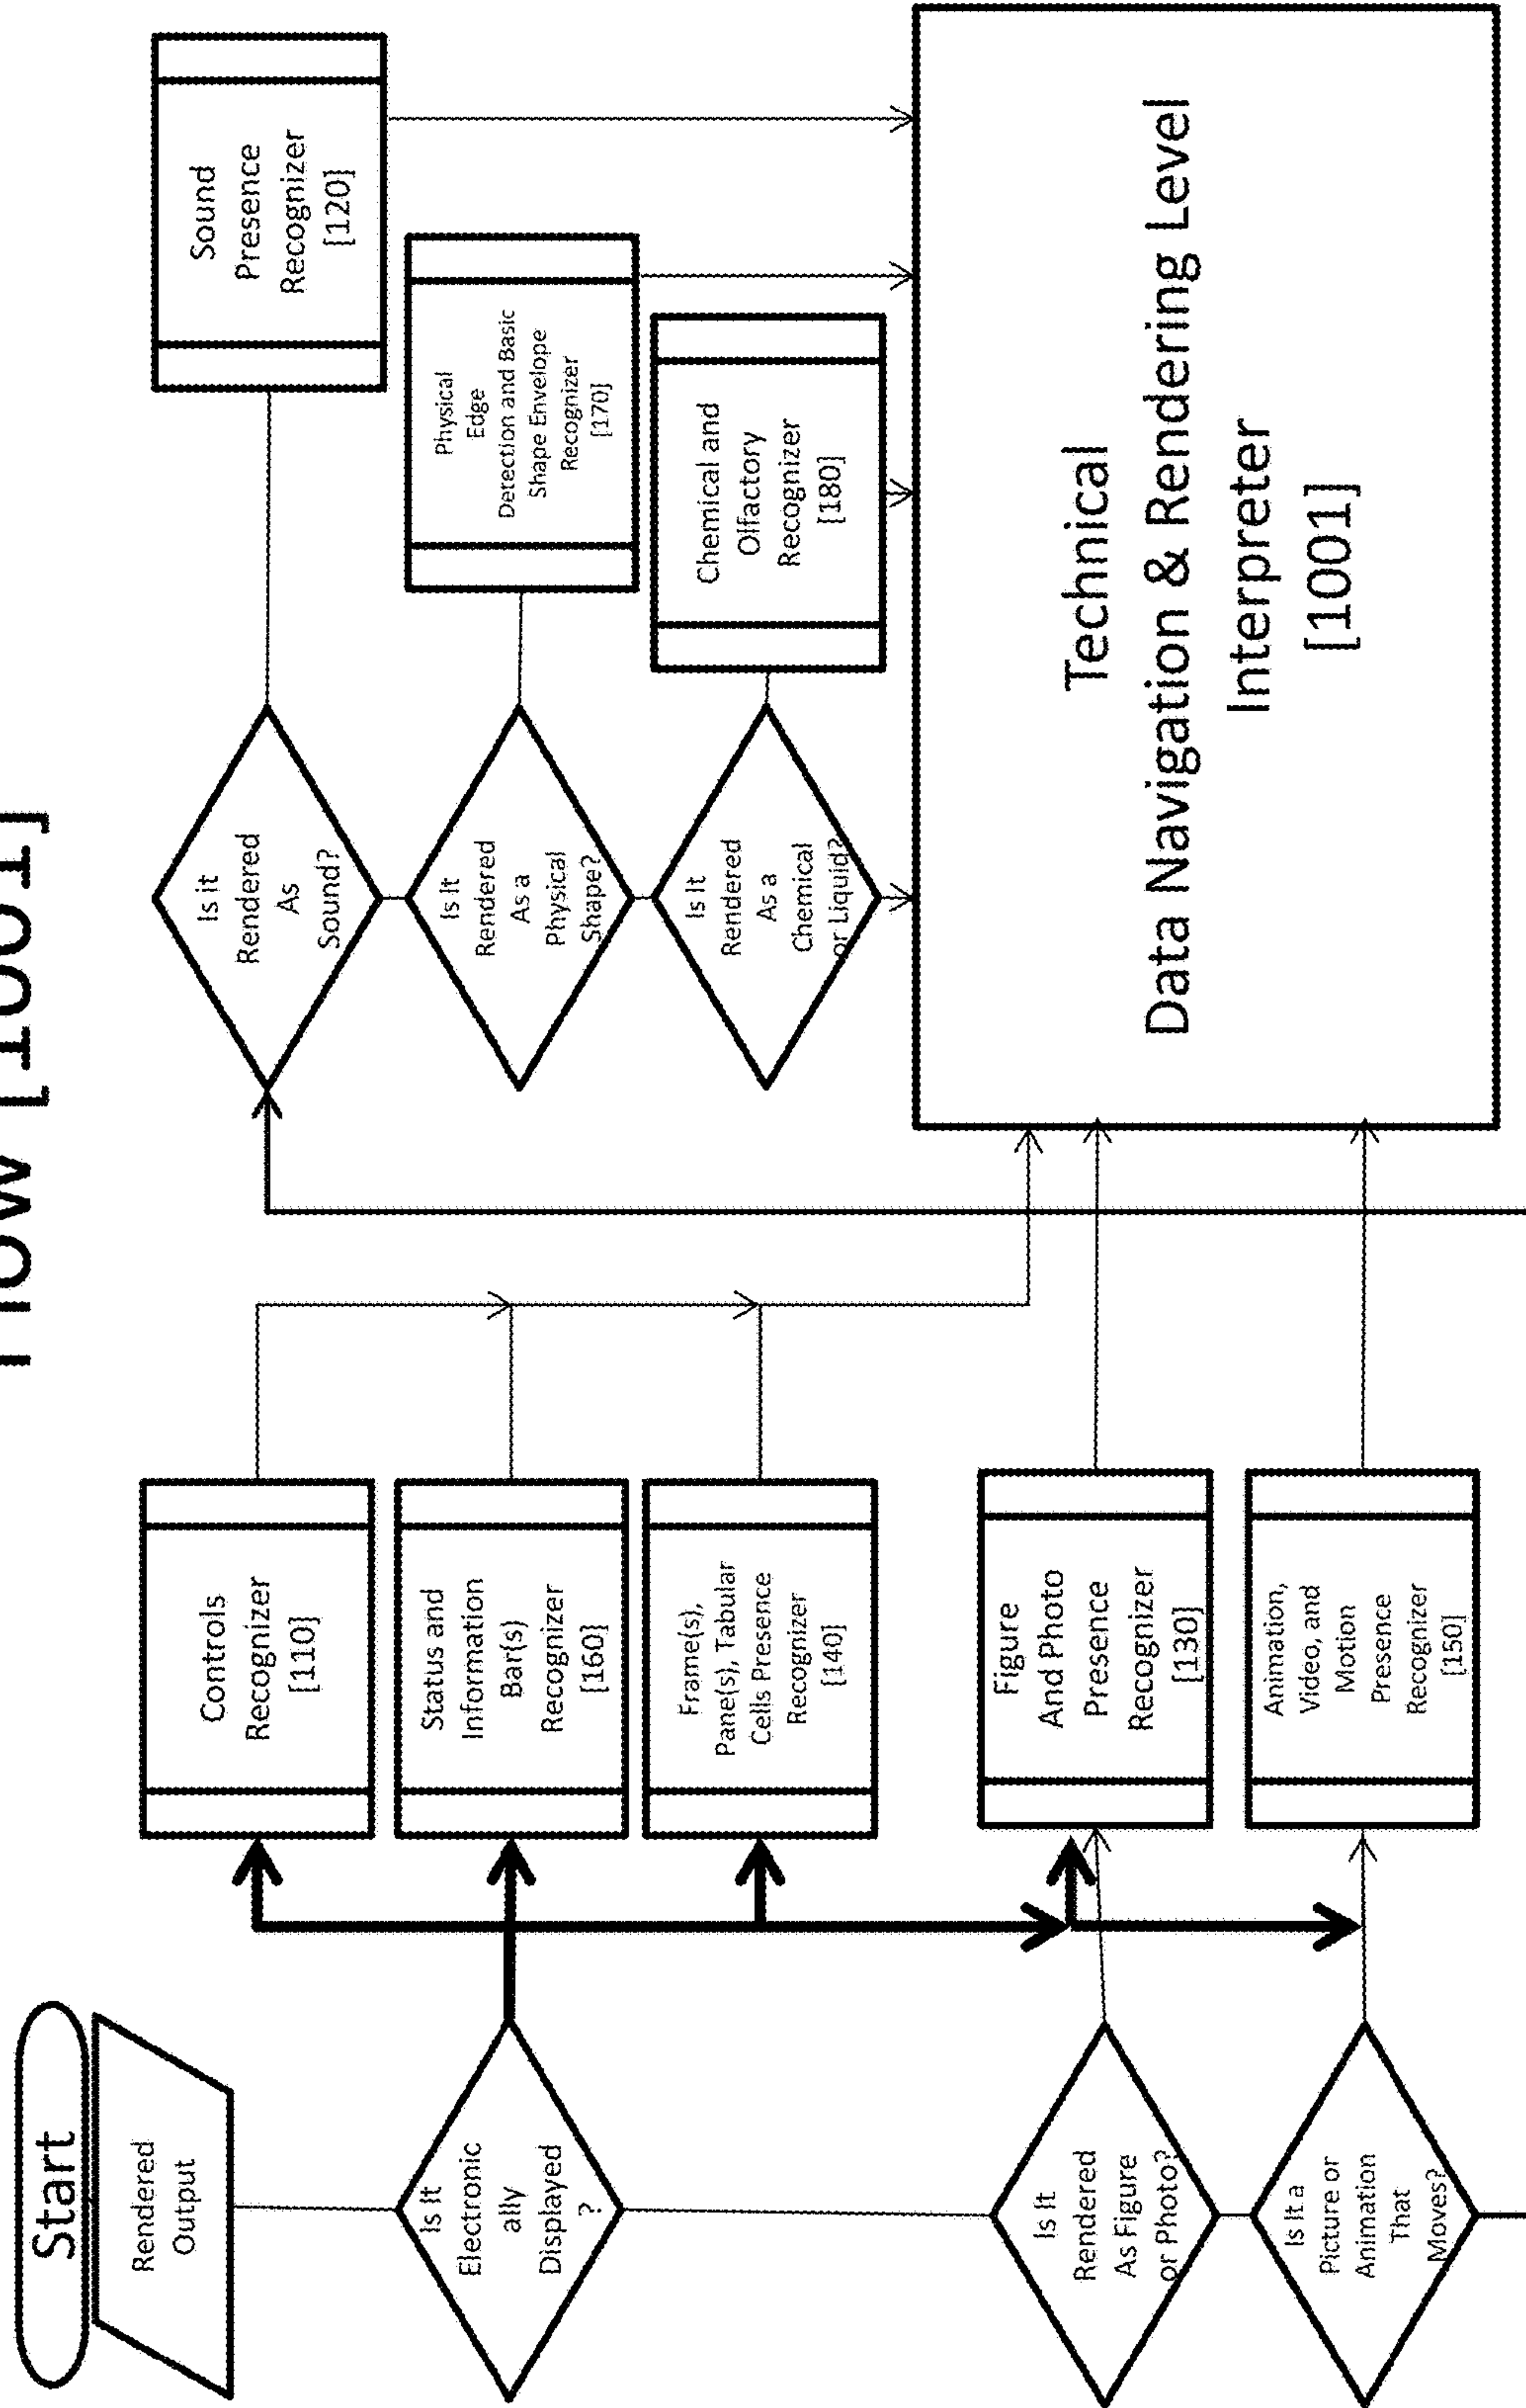 Flow [1001]
Start
Rendered
Output
Is It
Electronic
ally
Displayed
?
Is It
Rendered
As Figure
or Photo?
Is It a
Picture or
Animation
That
Moves?
Controls
Recognizer
[110]
Status and
Information
Bar(s)
Recognizer
[160]
Frame(s),
Pane(s), Tabular
Cells Presence
Recognizer
[140]
Figure
And Photo
Presence
Recognizer
[130]
Animation,
Video, and
Motion
Presence
Recognizer
[150]
Is It
Rendered
As
Sound?
Is It
Rendered
As a
Physical
Shape?
Is It
Rendered
As a
Chemical
or Liquid?
Sound
Presence
Recognizer
[120]
Physical
Edge
Detection and Basic
Shape Envelope
Recognizer
[170]
Chemical and
Olfactory
Recognizer
[180]
Technical
Data Navigation & Rendering Level
Interpreter
[1001]